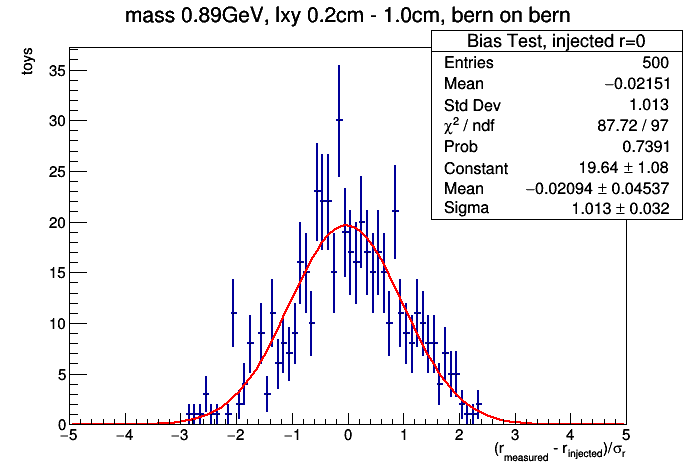 mass 0.89GeV, lxy 0.2cm - 1.0cm, bern on bern
toys
Bias Test, injected r=0
Entries 500
Mean −0.02151
Std Dev 1.013
χ² / ndf 87.72 / 97
Prob 0.7391
Constant 19.64 ± 1.08
Mean −0.02094 ± 0.04537
Sigma 1.013 ± 0.032
35
30
25
20
15
10
5
0
−5 −4 −3 −2 −1 0 1 2 3 4 5
(r_measured - r_injected)/σ_r